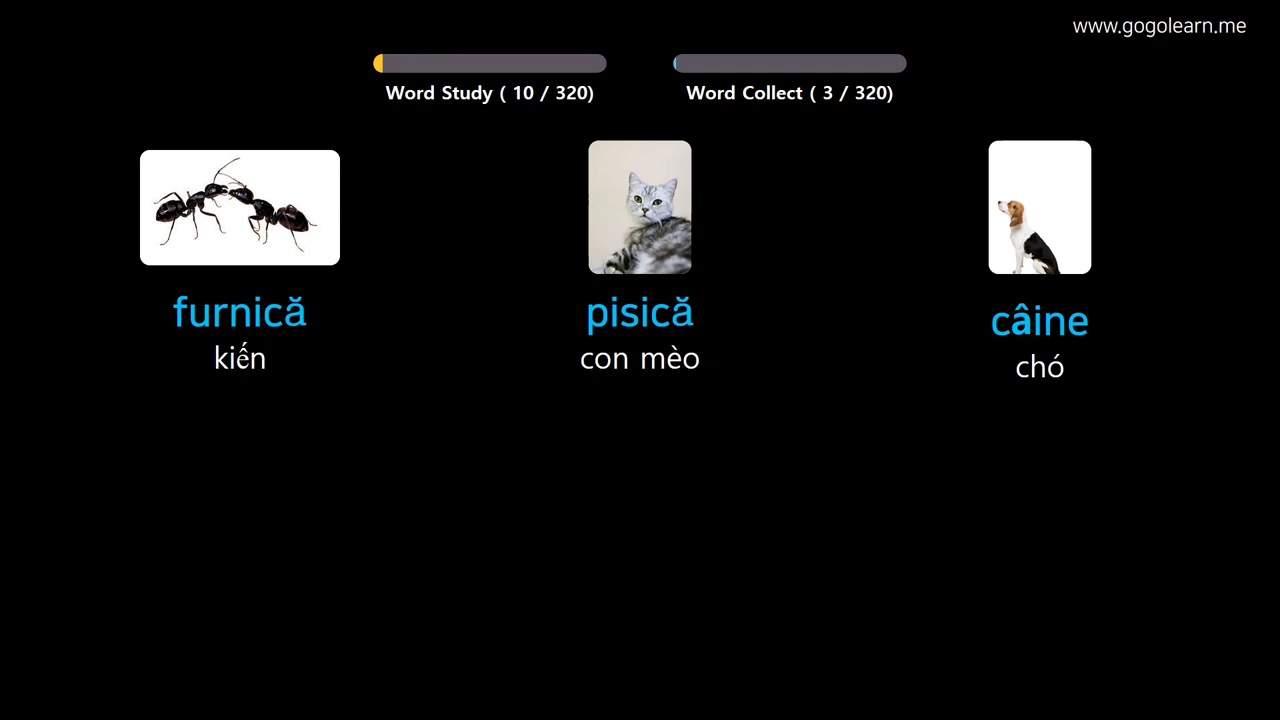 www.gogolearn.me
Word Study ( 10 / 320)
Word Collect ( 3 / 320)
furnică
pisică
câine
kiến
con mèo
chó